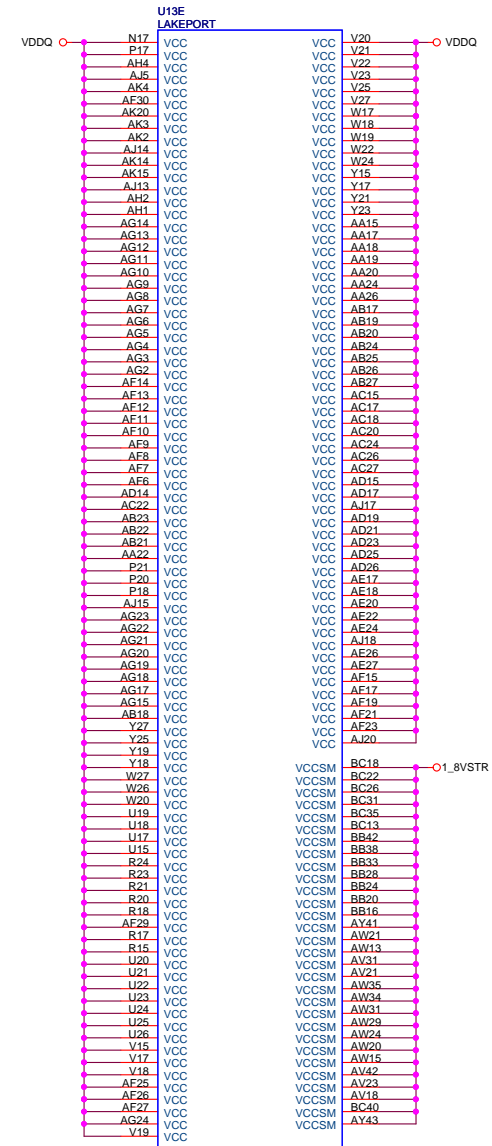 U13E
LAKEPORT
VDDQ N17 VCC VCC V20 VDDQ
P17 VCC VCC V21
AH4 VCC VCC V22
AJ5 VCC VCC V23
AK4 VCC VCC V25
AF30 VCC VCC V27
AK20 VCC VCC W17
AK3 VCC VCC W18
AK2 VCC VCC W19
AJ14 VCC VCC W22
AK14 VCC VCC W24
AK15 VCC VCC Y15
AJ13 VCC VCC Y17
AH2 VCC VCC Y21
AH1 VCC VCC Y23
AG14 VCC VCC AA15
AG13 VCC VCC AA17
AG12 VCC VCC AA18
AG11 VCC VCC AA19
AG10 VCC VCC AA20
AG9 VCC VCC AA24
AG8 VCC VCC AA26
AG7 VCC VCC AB17
AG6 VCC VCC AB19
AG5 VCC VCC AB20
AG4 VCC VCC AB24
AG3 VCC VCC AB25
AG2 VCC VCC AB26
AF14 VCC VCC AB27
AF13 VCC VCC AC15
AF12 VCC VCC AC17
AF11 VCC VCC AC18
AF10 VCC VCC AC20
AF9 VCC VCC AC24
AF8 VCC VCC AC26
AF7 VCC VCC AC27
AF6 VCC VCC AD15
AD14 VCC VCC AD17
AC22 VCC VCC AJ17
AB23 VCC VCC AD19
AB22 VCC VCC AD21
AB21 VCC VCC AD23
AA22 VCC VCC AD25
P21 VCC VCC AD26
P20 VCC VCC AE17
P18 VCC VCC AE18
AJ15 VCC VCC AE20
AG23 VCC VCC AE22
AG22 VCC VCC AE24
AG21 VCC VCC AJ18
AG20 VCC VCC AE26
AG19 VCC VCC AE27
AG18 VCC VCC AF15
AG17 VCC VCC AF17
AG15 VCC VCC AF19
AB18 VCC VCC AF21
Y27 VCC VCC AF23
Y25 VCC VCC AJ20
Y19 VCC
Y18 VCC VCCSM BC18 1_8VSTR
W27 VCC VCCSM BC22
W26 VCC VCCSM BC26
W20 VCC VCCSM BC31
U19 VCC VCCSM BC35
U18 VCC VCCSM BC13
U17 VCC VCCSM BB42
U15 VCC VCCSM BB38
R24 VCC VCCSM BB33
R23 VCC VCCSM BB28
R21 VCC VCCSM BB24
R20 VCC VCCSM BB20
R18 VCC VCCSM BB16
AF29 VCC VCCSM AY41
R17 VCC VCCSM AW21
R15 VCC VCCSM AW13
U20 VCC VCCSM AV31
U21 VCC VCCSM AV21
U22 VCC VCCSM AW35
U23 VCC VCCSM AW34
U24 VCC VCCSM AW31
U25 VCC VCCSM AW29
U26 VCC VCCSM AW24
V15 VCC VCCSM AW20
V17 VCC VCCSM AW15
V18 VCC VCCSM AV42
AF25 VCC VCCSM AV23
AF26 VCC VCCSM AV18
AF27 VCC VCCSM BC40
AG24 VCC VCCSM AY43
V19 VCC